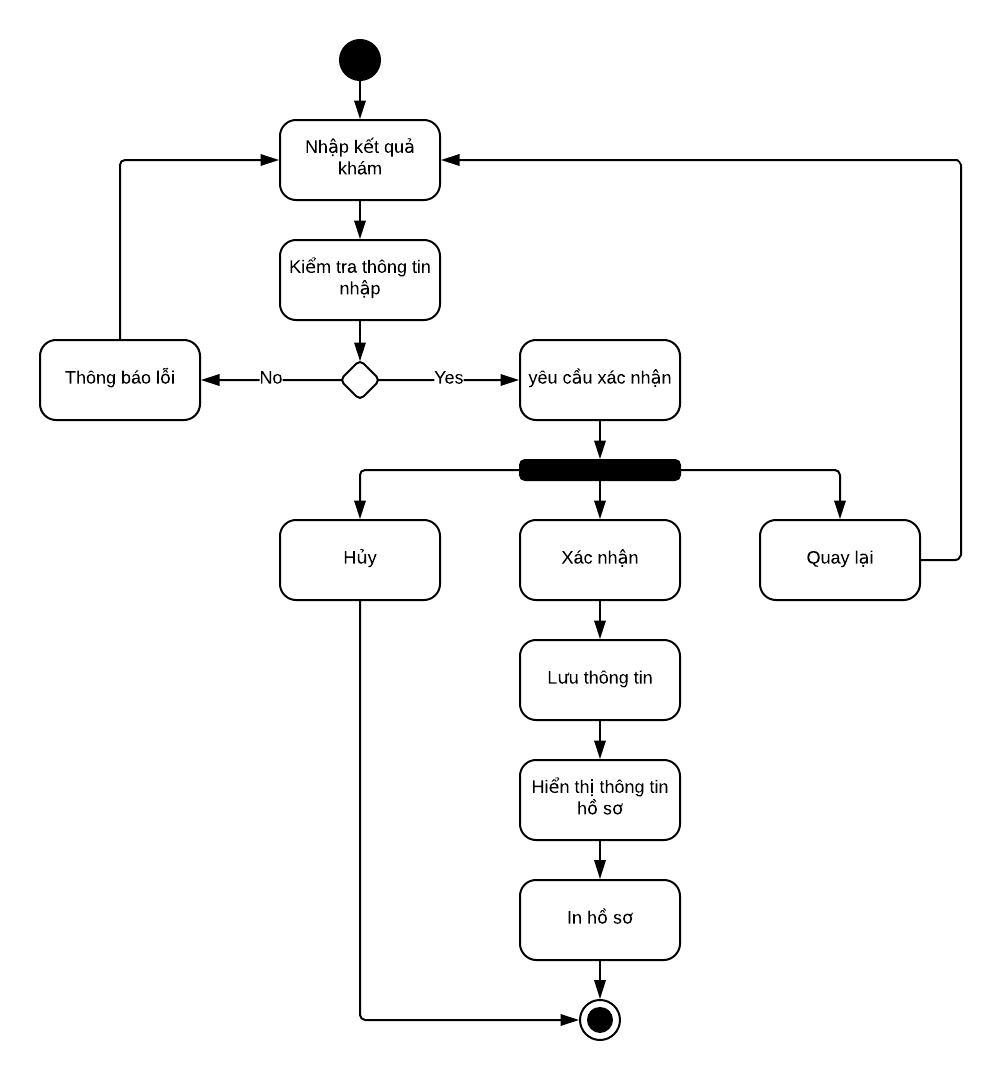 Nhập kết quả
khám
Kiểm tra thông tin
nhập
Thông báo lỗi
No
Yes
yêu cầu xác nhận
Hủy
Xác nhận
Quay lại
Lưu thông tin
Hiển thị thông tin
hồ sơ
In hồ sơ